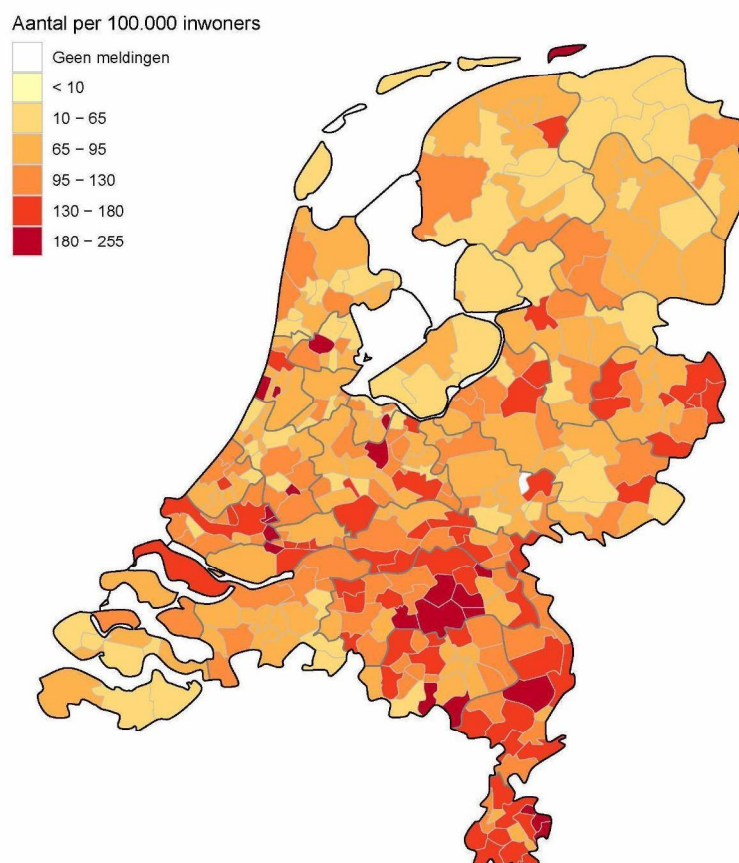 Aantal per 100.000 inwoners
Geen meldingen
< 10
10 − 65
65 − 95
95 − 130
130 − 180
180 − 255